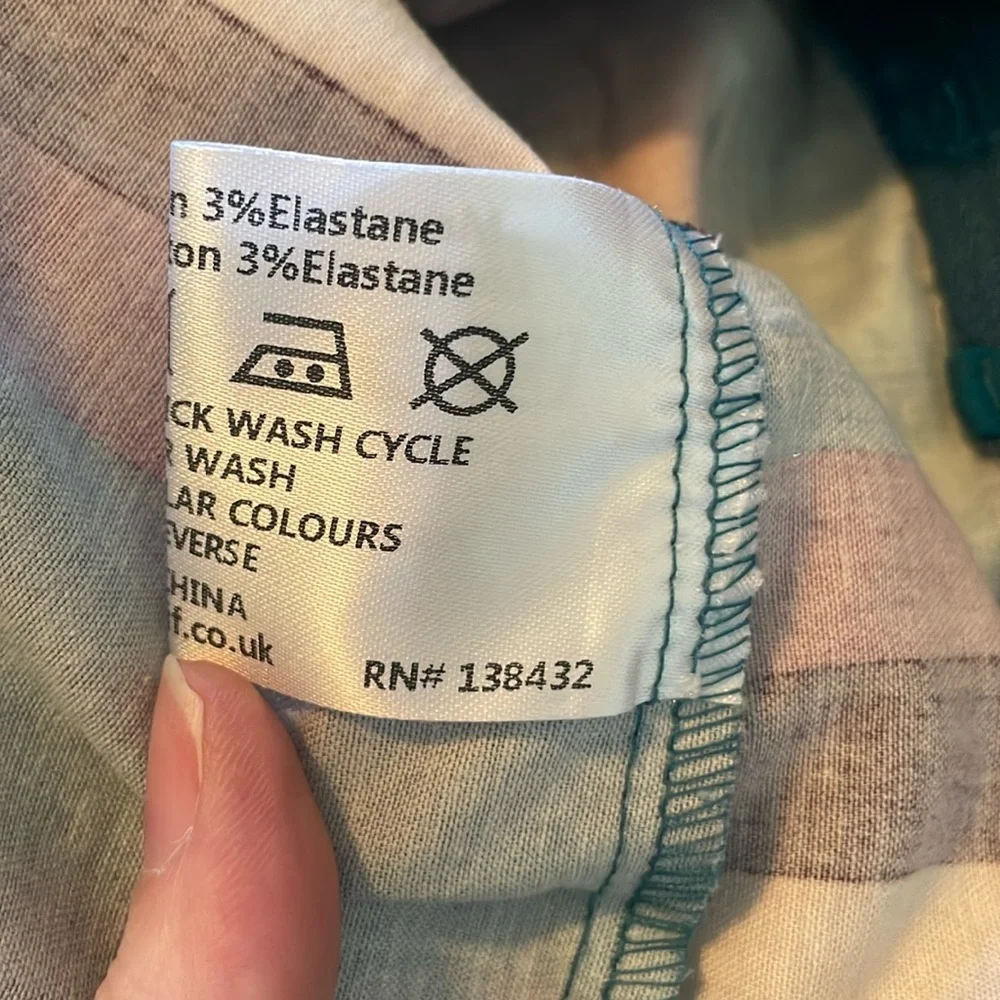 n 3%Elastane
ton 3%Elastane
CK WASH CYCLE
WASH
LAR COLOURS
EVERSE
HINA
f.co.uk
RN# 138432